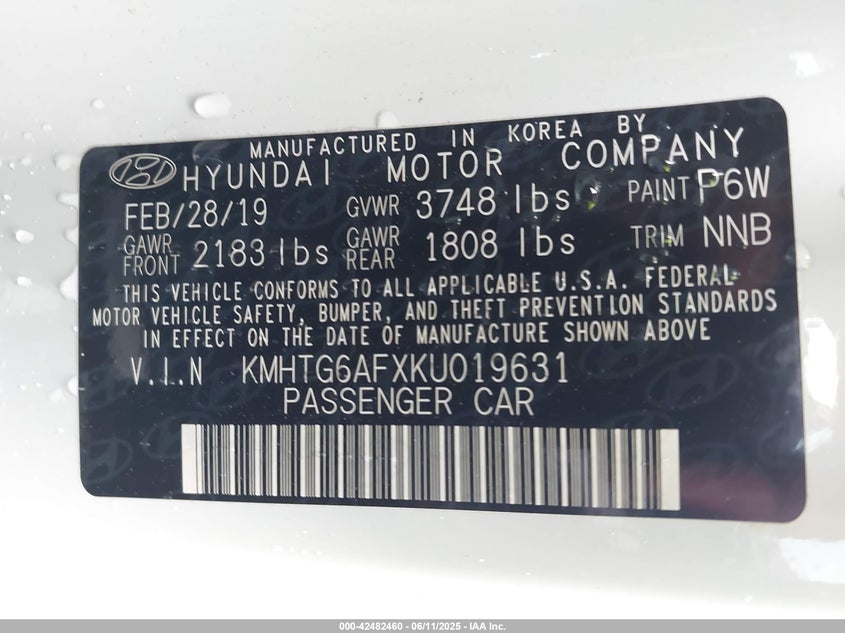 MANUFACTURED IN KOREA BY
HYUNDAI MOTOR COMPANY
FEB/28/19 GVWR 3748 lbs PAINT P6W
GAWR FRONT 2183 lbs GAWR REAR 1808 lbs TRIM NNB
THIS VEHICLE CONFORMS TO ALL APPLICABLE U.S.A. FEDERAL
MOTOR VEHICLE SAFETY, BUMPER, AND THEFT PREVENTION STANDARDS
IN EFFECT ON THE DATE OF MANUFACTURE SHOWN ABOVE
V.I.N KMHTG6AFXKU019631
PASSENGER CAR
000-42482460 - 06/11/2025 - IAA Inc.